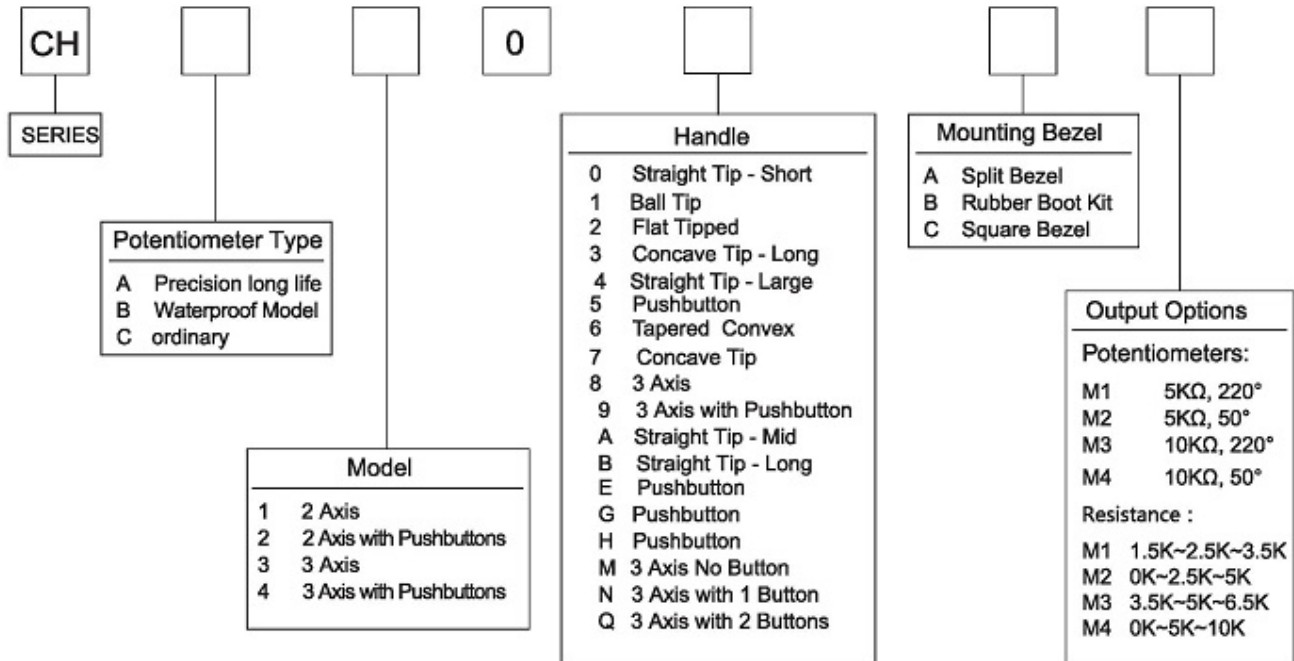 CH
0
SERIES
Potentiometer Type
A Precision long life
B Waterproof Model
C ordinary
Model
1 2 Axis
2 2 Axis with Pushbuttons
3 3 Axis
4 3 Axis with Pushbuttons
Handle
0 Straight Tip - Short
1 Ball Tip
2 Flat Tipped
3 Concave Tip - Long
4 Straight Tip - Large
5 Pushbutton
6 Tapered Convex
7 Concave Tip
8 3 Axis
9 3 Axis with Pushbutton
A Straight Tip - Mid
B Straight Tip - Long
E Pushbutton
G Pushbutton
H Pushbutton
M 3 Axis No Button
N 3 Axis with 1 Button
Q 3 Axis with 2 Buttons
Mounting Bezel
A Split Bezel
B Rubber Boot Kit
C Square Bezel
Output Options
Potentiometers:
M1 5KΩ, 220°
M2 5KΩ, 50°
M3 10KΩ, 220°
M4 10KΩ, 50°
Resistance :
M1 1.5K~2.5K~3.5K
M2 0K~2.5K~5K
M3 3.5K~5K~6.5K
M4 0K~5K~10K